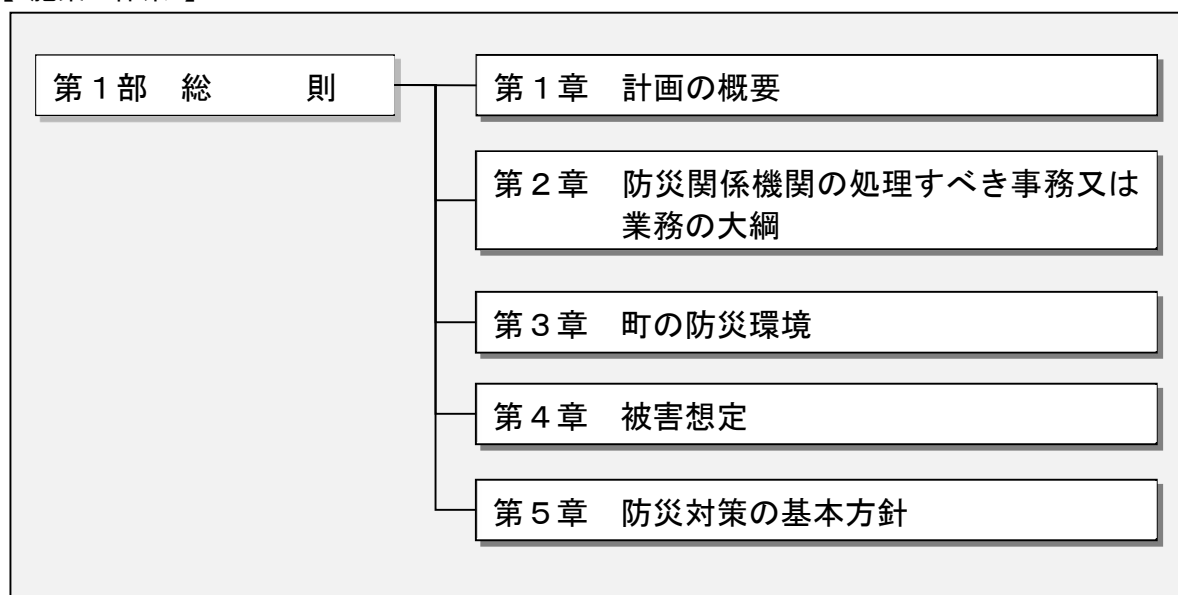 第１部　総　　則
第１章　計画の概要
第２章　防災関係機関の処理すべき事務又は
業務の大綱
第３章　町の防災環境
第４章　被害想定
第５章　防災対策の基本方針